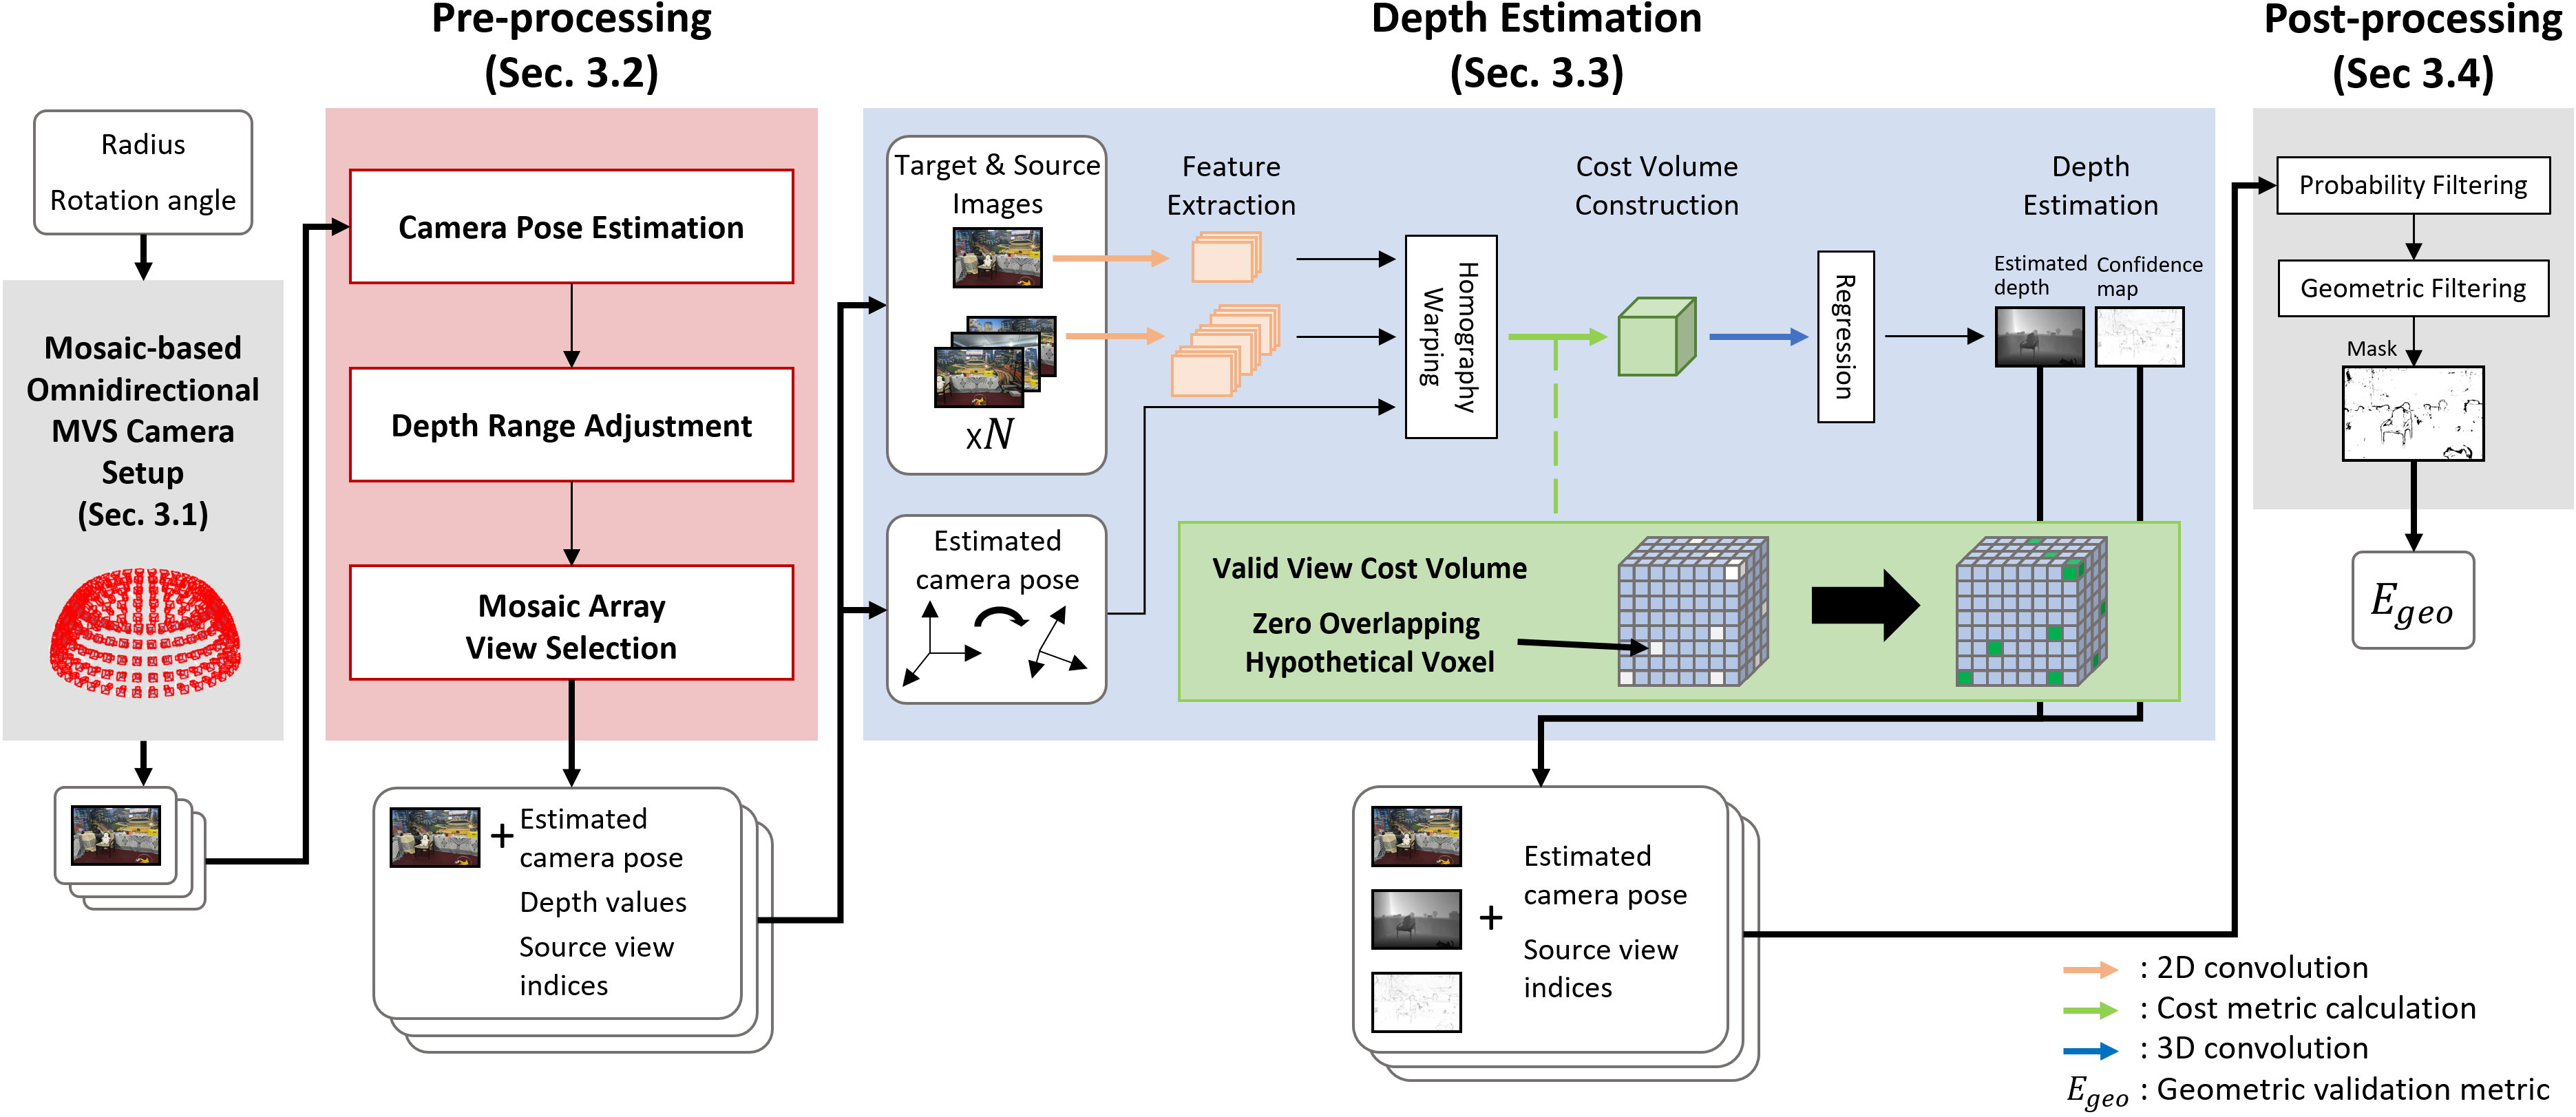 Pre-processing
(Sec. 3.2)
Depth Estimation
(Sec. 3.3)
Post-processing
(Sec 3.4)
Radius
Rotation angle
Mosaic-based
Omnidirectional
MVS Camera
Setup
(Sec. 3.1)
Camera Pose Estimation
Depth Range Adjustment
Mosaic Array
View Selection
+
Estimated
camera pose
Depth values
Source view
indices
Target & Source
Images
xN
Estimated
camera pose
Feature
Extraction
Homography
Warping
Cost Volume
Construction
Regression
Depth
Estimation
Estimated
depth
Confidence
map
Valid View Cost Volume
Zero Overlapping
Hypothetical Voxel
+
Estimated
camera pose
Source view
indices
Probability Filtering
Geometric Filtering
Mask
E_geo
: 2D convolution
: Cost metric calculation
: 3D convolution
E_geo : Geometric validation metric